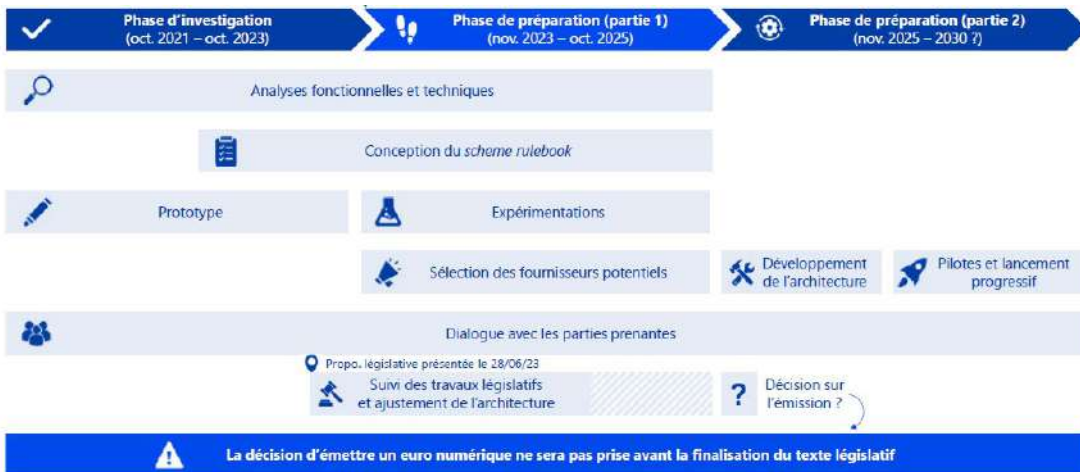 Phase d'investigation
(oct. 2021 – oct. 2023)
Phase de préparation (partie 1)
(nov. 2023 – oct. 2025)
Phase de préparation (partie 2)
(nov. 2025 – 2030 ?)
Analyses fonctionnelles et techniques
Conception du scheme rulebook
Prototype
Expérimentations
Sélection des fournisseurs potentiels
Développement
de l'architecture
Pilotes et lancement
progressif
Dialogue avec les parties prenantes
Propo. législative présentée le 28/06/23
Suivi des travaux législatifs
et ajustement de l'architecture
?
Décision sur
l'émission ?
La décision d'émettre un euro numérique ne sera pas prise avant la finalisation du texte législatif